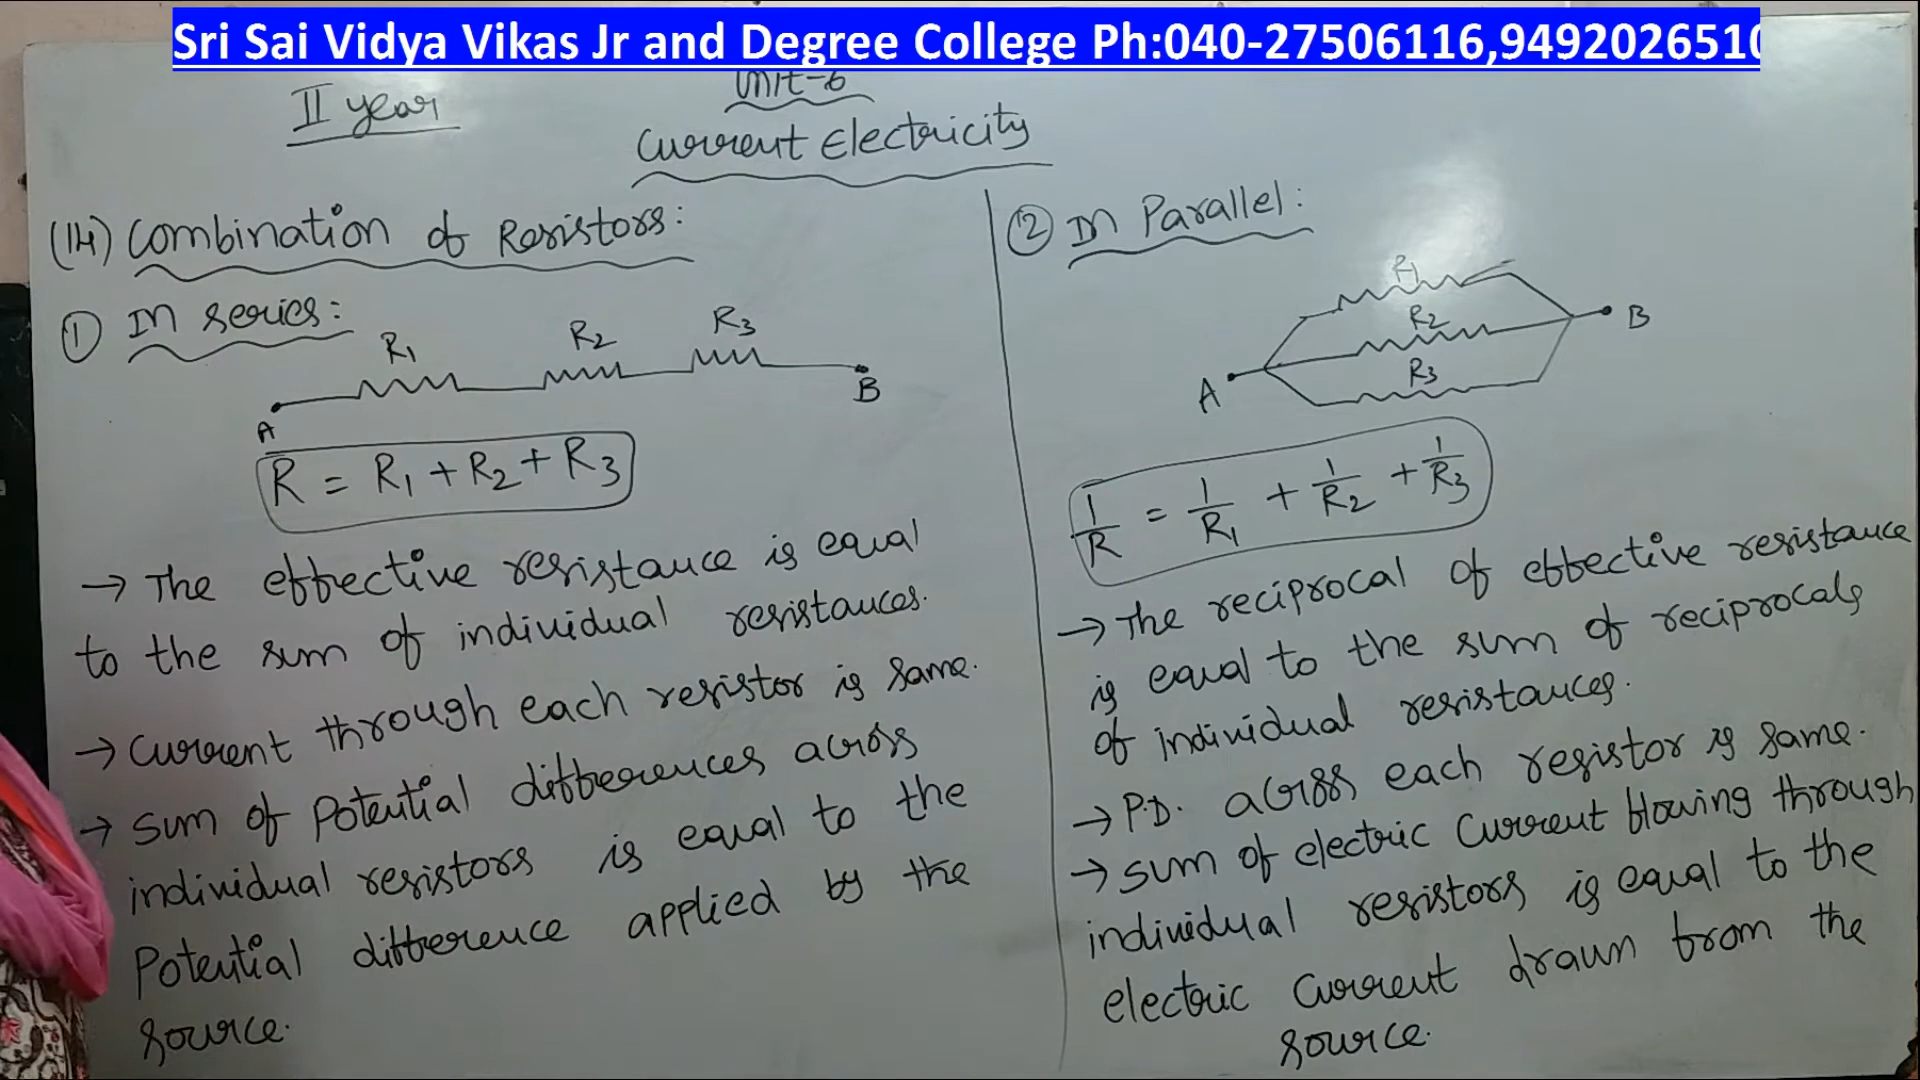 Sri Sai Vidya Vikas Jr and Degree College Ph:040-27506116,9492026510
II year
Unit-6
Current Electricity
(14) Combination of Resistors:
① In series:
R1
R2
R3
A
B
R = R1 + R2 + R3
→ The effective resistance is equal
to the sum of individual resistances.
→ Current through each resistor is same.
→ Sum of Potential differences across
individual resistors is equal to the
Potential difference applied by the
source.
② In Parallel:
R1
R2
R3
A
B
1/R = 1/R1 + 1/R2 + 1/R3
→ The reciprocal of effective resistance
is equal to the sum of reciprocals
of individual resistances.
→ P.D. across each resistor is same.
→ Sum of electric current flowing through
individual resistors is equal to the
electric current drawn from the
source.